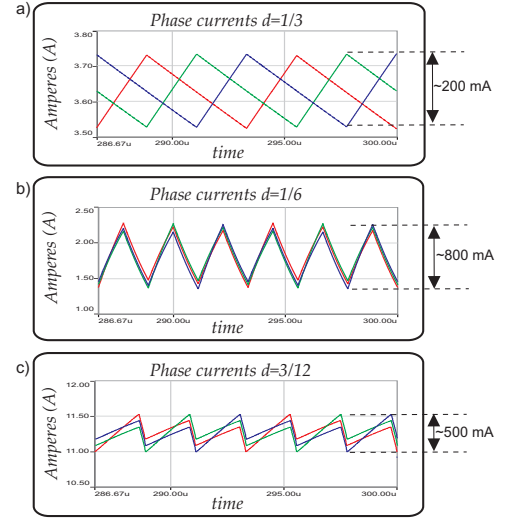 a)
Phase currents d=1/3
Amperes (A)
3.80
3.70
3.60
3.50
286.67u
290.00u
295.00u
300.00u
time
~200 mA
b)
Phase currents d=1/6
Amperes (A)
2.50
2.00
1.50
1.00
286.67u
290.00u
295.00u
300.00u
time
~800 mA
c)
Phase currents d=3/12
Amperes (A)
12.00
11.50
11.00
10.50
286.67u
290.00u
295.00u
300.00u
time
~500 mA